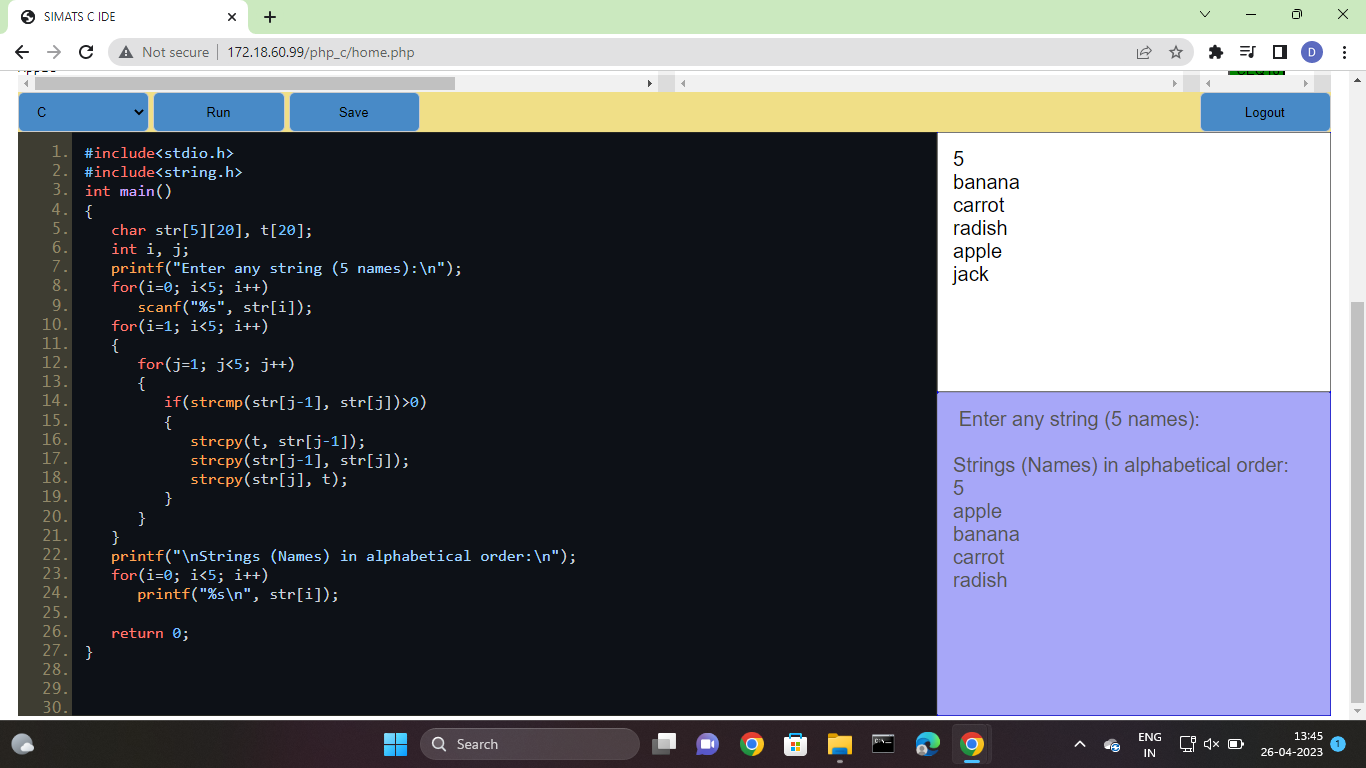 SIMATS C IDE
Not secure
172.18.60.99/php_c/home.php
D
C
Run
Save
Logout
1. #include<stdio.h>
2. #include<string.h>
3. int main()
4. {
5. char str[5][20], t[20];
6. int i, j;
7. printf("Enter any string (5 names):\n");
8. for(i=0; i<5; i++)
9. scanf("%s", str[i]);
10. for(i=1; i<5; i++)
11. {
12. for(j=1; j<5; j++)
13. {
14. if(strcmp(str[j-1], str[j])>0)
15. {
16. strcpy(t, str[j-1]);
17. strcpy(str[j-1], str[j]);
18. strcpy(str[j], t);
19. }
20. }
21. }
22. printf("\nStrings (Names) in alphabetical order:\n");
23. for(i=0; i<5; i++)
24. printf("%s\n", str[i]);
25.
26. return 0;
27. }
28.
29.
30.
5
banana
carrot
radish
apple
jack
Enter any string (5 names):
Strings (Names) in alphabetical order:
5
apple
banana
carrot
radish
Search
ENG
IN
13:45
26-04-2023
1